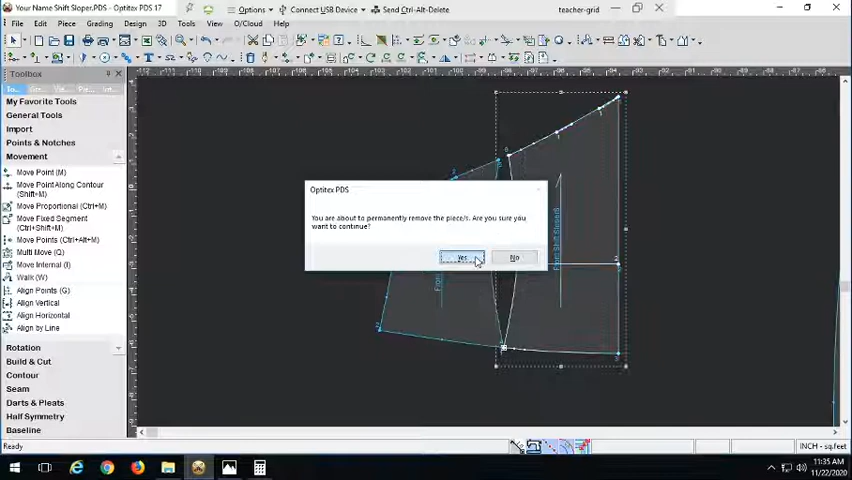 Your Name Shift Sloper.PDS - Optitex PDS 17
Options
Connect USB Device
Send Ctrl-Alt-Delete
teacher-grid
File Piece Grading Design 3D Tools View O/Cloud Help
Toolbox
My Favorite Tools
General Tools
Import
Points & Notches
Movement
Move Point (M)
Move Point Along Contour (Shift+M)
Move Proportional (Ctrl+M)
Move Fixed Segment (Ctrl+Shift+M)
Move Points (Ctrl+Alt+M)
Multi Move (Q)
Move Internal (I)
Walk (W)
Align Points (G)
Align Vertical
Align Horizontal
Align by Line
Rotation
Build & Cut
Contour
Seam
Darts & Pleats
Half Symmetry
Baseline
Optitex PDS
You are about to permanently remove the piece/s. Are you sure you
want to continue?
Yes
No
Ready
INCH - sq.feet
11:35 AM
11/22/2020